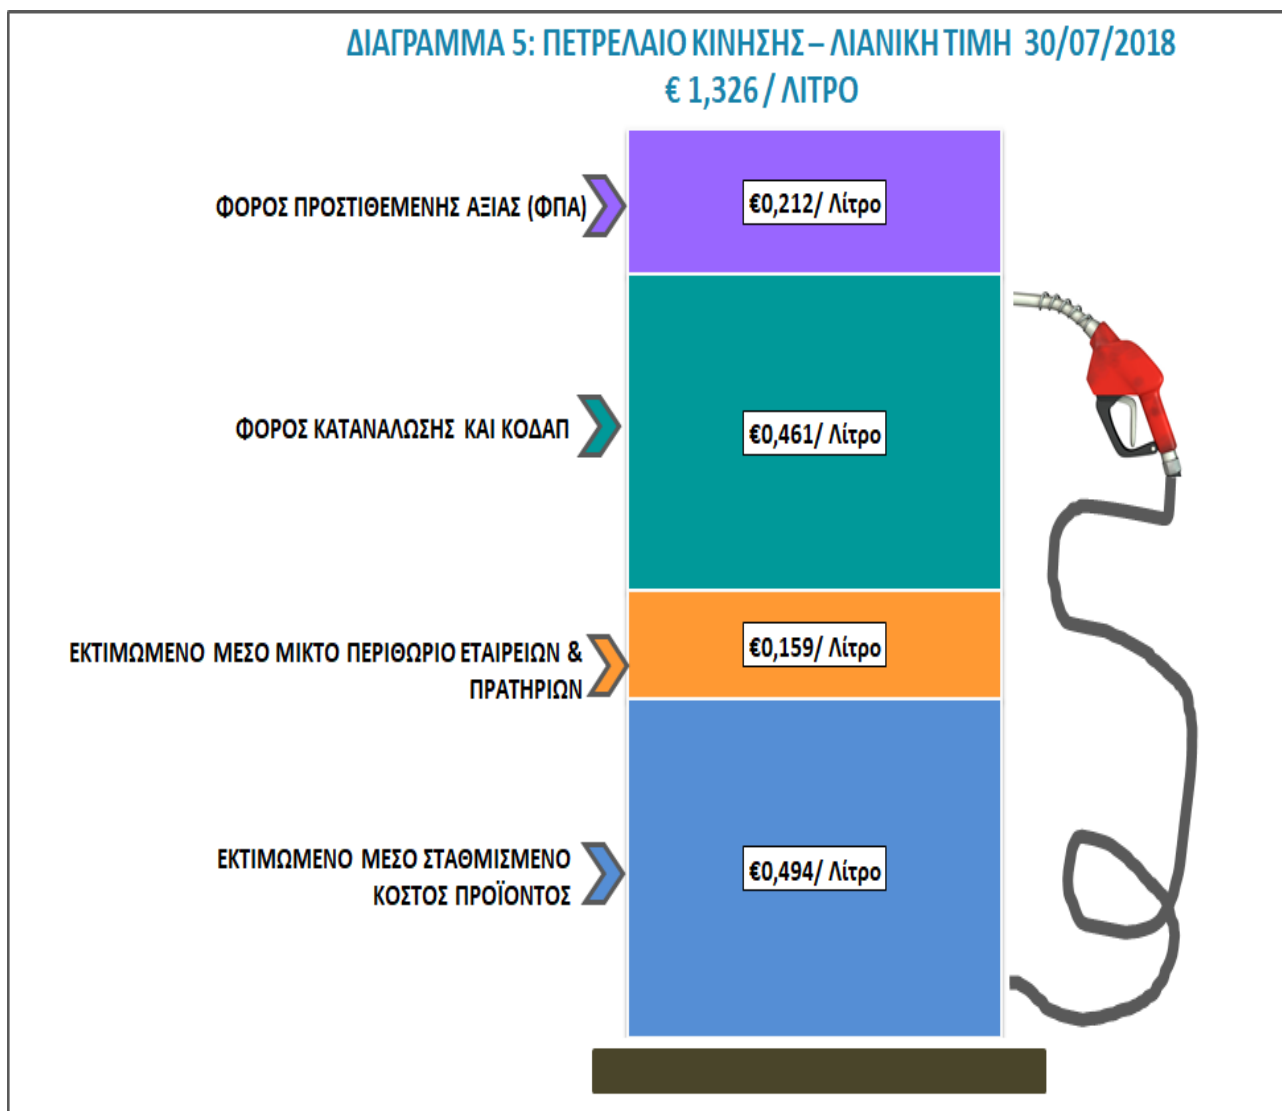 ΔΙΑΓΡΑΜΜΑ 5: ΠΕΤΡΕΛΑΙΟ ΚΙΝΗΣΗΣ – ΛΙΑΝΙΚΗ ΤΙΜΗ 30/07/2018
€ 1,326 / ΛΙΤΡΟ
ΦΟΡΟΣ ΠΡΟΣΤΙΘΕΜΕΝΗΣ ΑΞΙΑΣ (ΦΠΑ)
€0,212/ Λίτρο
ΦΟΡΟΣ ΚΑΤΑΝΑΛΩΣΗΣ ΚΑΙ ΚΟΔΑΠ
€0,461/ Λίτρο
ΕΚΤΙΜΩΜΕΝΟ ΜΕΣΟ ΜΙΚΤΟ ΠΕΡΙΘΩΡΙΟ ΕΤΑΙΡΕΙΩΝ &
ΠΡΑΤΗΡΙΩΝ
€0,159/ Λίτρο
ΕΚΤΙΜΩΜΕΝΟ ΜΕΣΟ ΣΤΑΘΜΙΣΜΕΝΟ
ΚΟΣΤΟΣ ΠΡΟΪΟΝΤΟΣ
€0,494/ Λίτρο